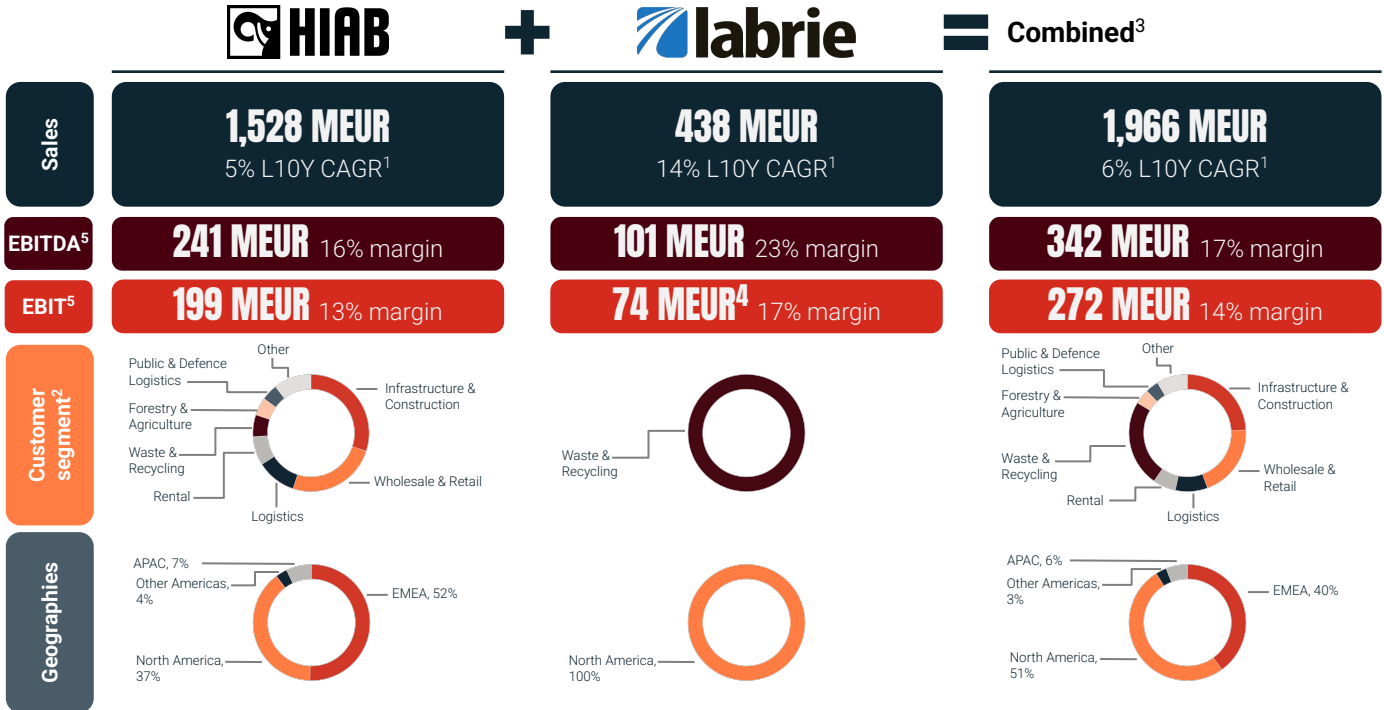 HIAB
labrie
Combined³
Sales
1,528 MEUR
5% L10Y CAGR¹
438 MEUR
14% L10Y CAGR¹
1,966 MEUR
6% L10Y CAGR¹
EBITDA⁵
241 MEUR 16% margin
101 MEUR 23% margin
342 MEUR 17% margin
EBIT⁵
199 MEUR 13% margin
74 MEUR⁴ 17% margin
272 MEUR 14% margin
Customer
segment²
Other
Public & Defence
Logistics
Forestry &
Agriculture
Waste &
Recycling
Rental
Logistics
Wholesale & Retail
Infrastructure &
Construction
Waste &
Recycling
Other
Public & Defence
Logistics
Forestry &
Agriculture
Waste &
Recycling
Rental
Logistics
Wholesale &
Retail
Infrastructure &
Construction
Geographies
APAC, 7%
Other Americas,
4%
North America,
37%
EMEA, 52%
North America,
100%
APAC, 6%
Other Americas,
3%
North America,
51%
EMEA, 40%